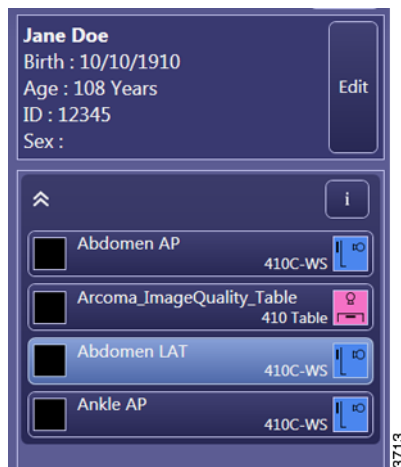 Jane Doe
Birth : 10/10/1910
Age : 108 Years
ID : 12345
Sex :
Edit
i
Abdomen AP
410C-WS
Arcoma_ImageQuality_Table
410 Table
Abdomen LAT
410C-WS
Ankle AP
410C-WS